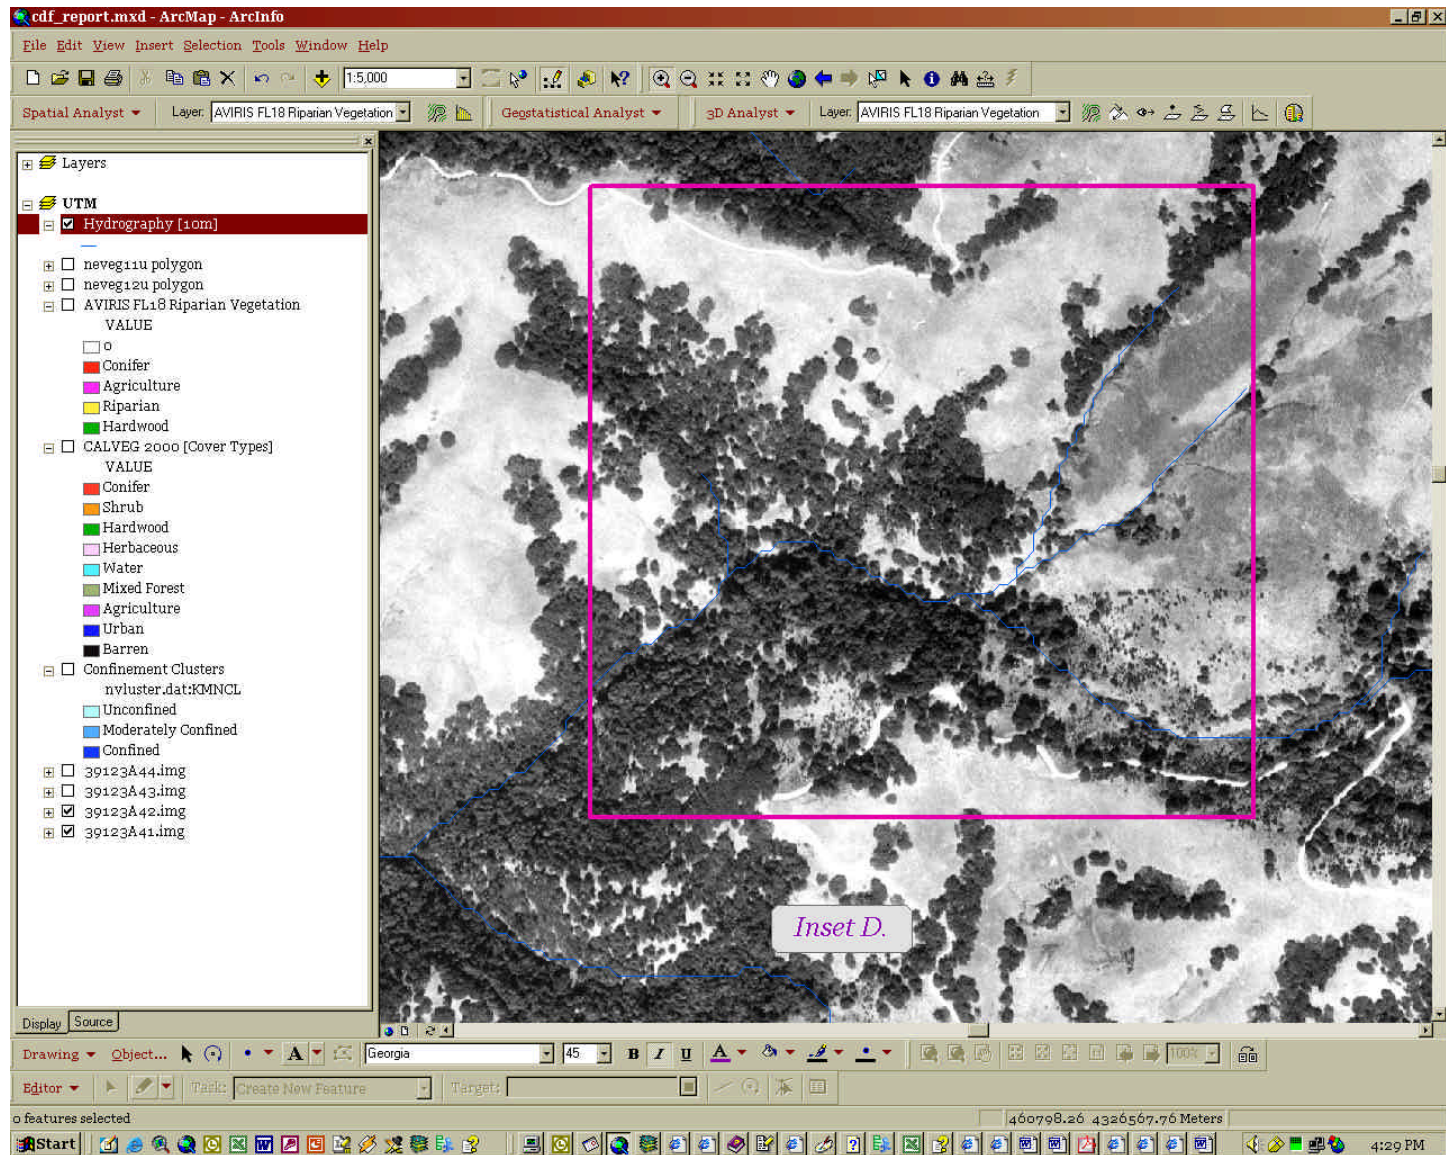 cdf_report.mxd - ArcMap - ArcInfo
File Edit View Insert Selection Tools Window Help
1:5,000
Spatial Analyst Layer: AVIRIS FL18 Riparian Vegetation Geostatistical Analyst 3D Analyst Layer: AVIRIS FL18 Riparian Vegetation
Layers
UTM
Hydrography [10m]
neveg11u polygon
neveg12u polygon
AVIRIS FL18 Riparian Vegetation
VALUE
0
Conifer
Agriculture
Riparian
Hardwood
CALVEG 2000 [Cover Types]
VALUE
Conifer
Shrub
Hardwood
Herbaceous
Water
Mixed Forest
Agriculture
Urban
Barren
Confinement Clusters
nvluster.dat:KMNCL
Unconfined
Moderately Confined
Confined
39123A44.img
39123A43.img
39123A42.img
39123A41.img
Inset D.
Display Source
Drawing Object... A Georgia 45 B I U A 100%
Editor Task: Create New Feature Target:
0 features selected
460798.26 4326567.76 Meters
Start 4:29 PM